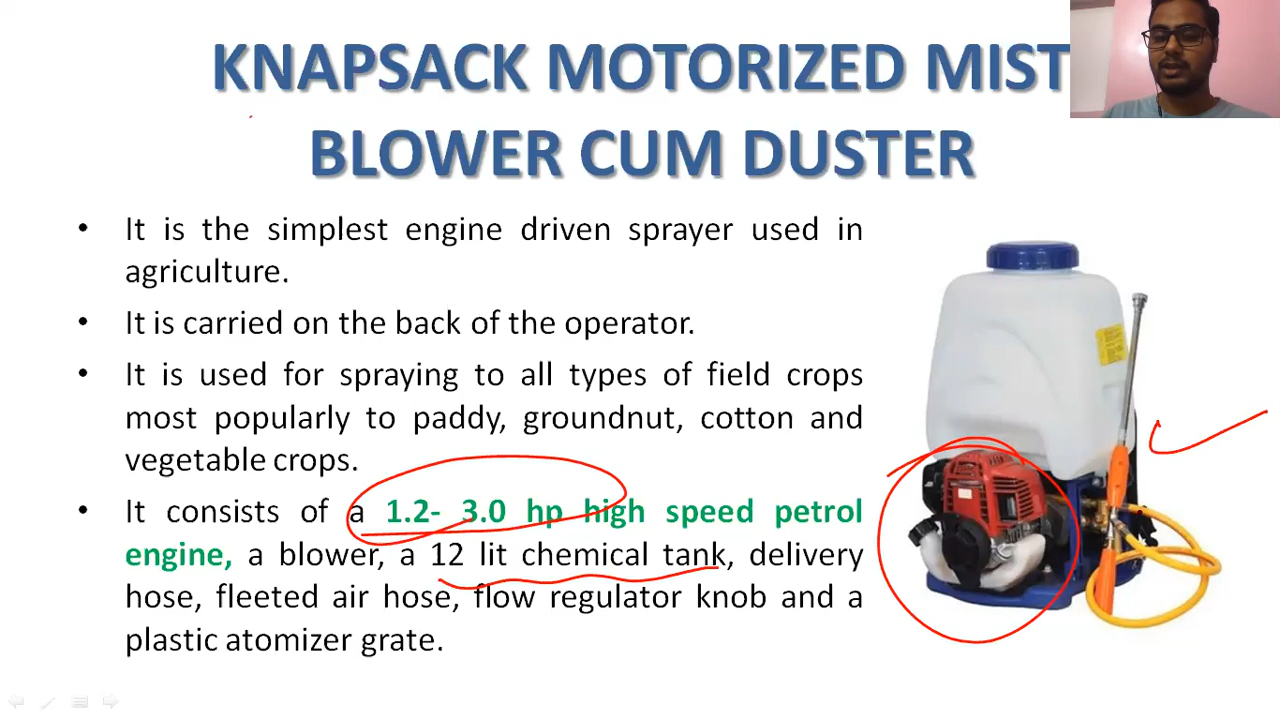 KNAPSACK MOTORIZED MIST
BLOWER CUM DUSTER
• It is the simplest engine driven sprayer used in
agriculture.
• It is carried on the back of the operator.
• It is used for spraying to all types of field crops
most popularly to paddy, groundnut, cotton and
vegetable crops.
• It consists of a 1.2- 3.0 hp high speed petrol
engine, a blower, a 12 lit chemical tank, delivery
hose, fleeted air hose, flow regulator knob and a
plastic atomizer grate.